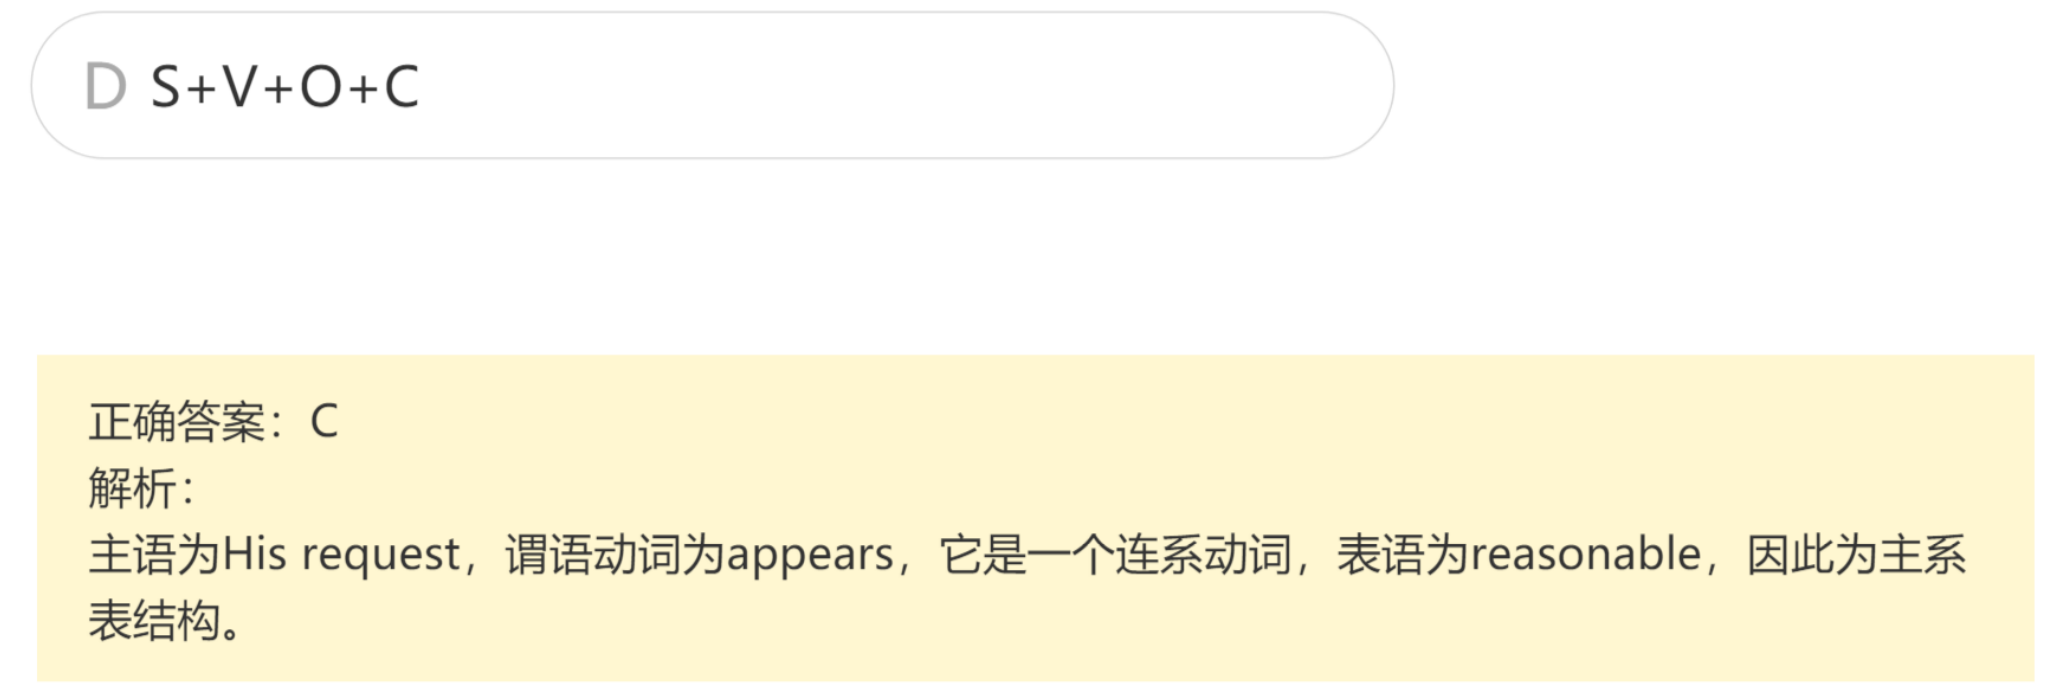 D S+V+O+C
正确答案：C
解析：
主语为His request，谓语动词为appears，它是一个连系动词，表语为reasonable，因此为主系
表结构。